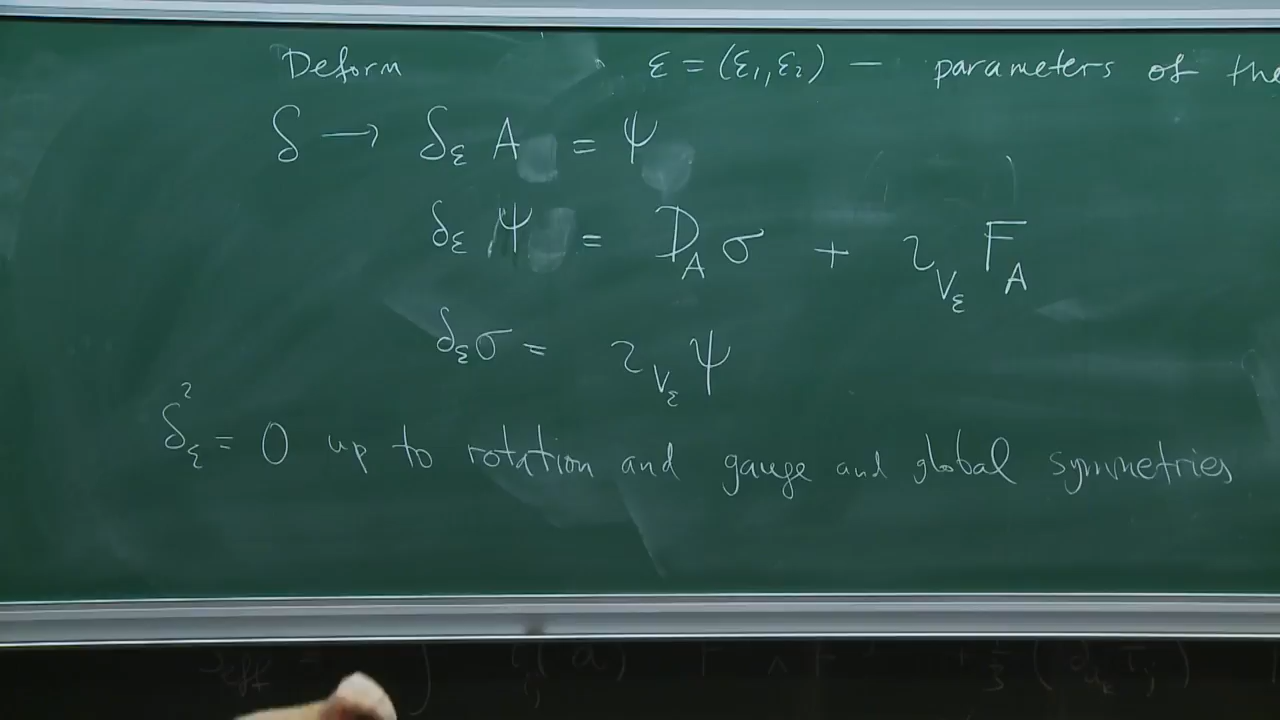 Deform ε = (ε₁,ε₂) — parameters of the
δ → δ_ε A = ψ
δ_ε ψ = D_A σ + ι_{V_ε} F_A
δ_ε σ = ι_{V_ε} ψ
δ_ε² = 0 up to rotation and gauge and global symmetries